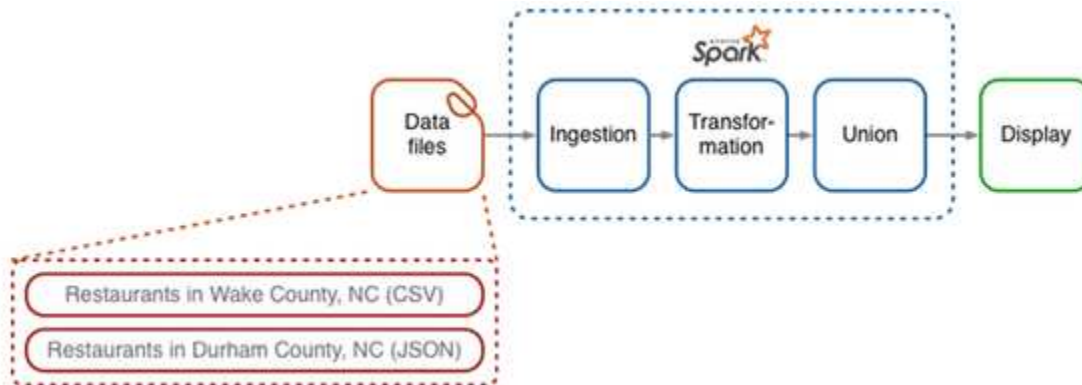 APACHE
Spark
Data
files
Ingestion
Transfor-
mation
Union
Display
Restaurants in Wake County, NC (CSV)
Restaurants in Durham County, NC (JSON)